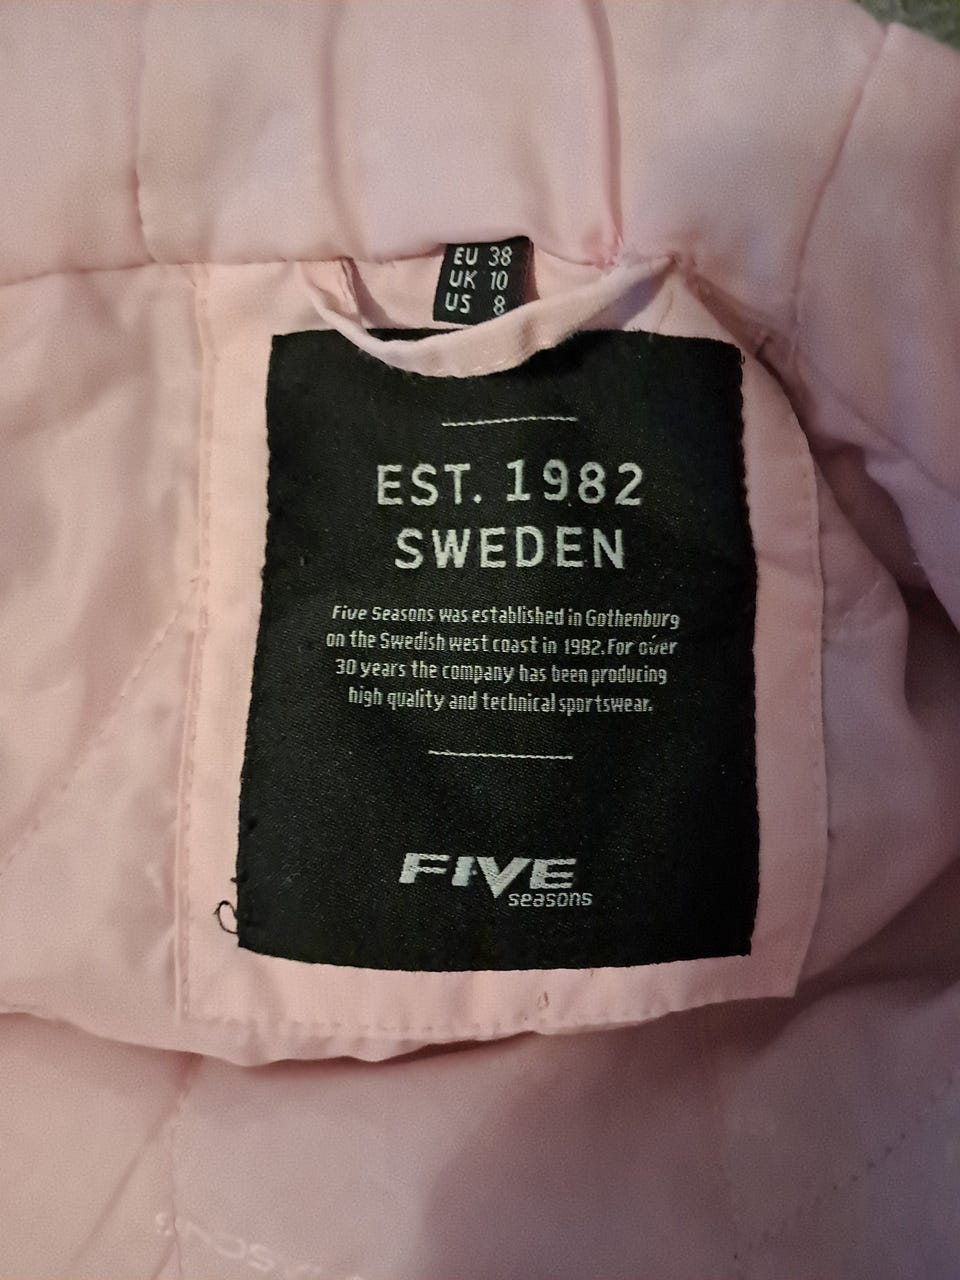 EU 38
UK 10
US 8
EST. 1982
SWEDEN
Five Seasons was established in Gothenburg
on the Swedish west coast in 1982. For over
30 years the company has been producing
high quality and technical sportswear.
FIVE
seasons